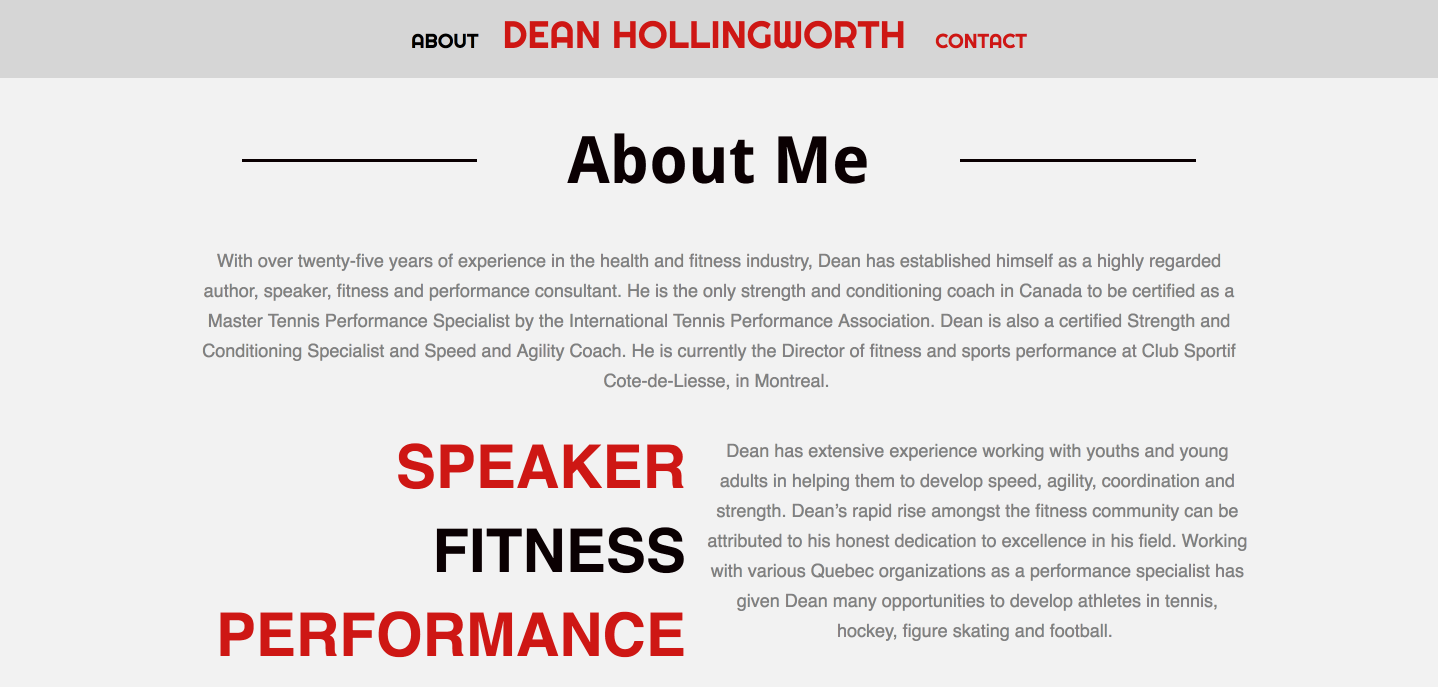 ABOUT DEAN HOLLINGWORTH CONTACT
About Me
With over twenty-five years of experience in the health and fitness industry, Dean has established himself as a highly regarded
author, speaker, fitness and performance consultant. He is the only strength and conditioning coach in Canada to be certified as a
Master Tennis Performance Specialist by the International Tennis Performance Association. Dean is also a certified Strength and
Conditioning Specialist and Speed and Agility Coach. He is currently the Director of fitness and sports performance at Club Sportif
Cote-de-Liesse, in Montreal.
SPEAKER
FITNESS
PERFORMANCE
Dean has extensive experience working with youths and young
adults in helping them to develop speed, agility, coordination and
strength. Dean’s rapid rise amongst the fitness community can be
attributed to his honest dedication to excellence in his field. Working
with various Quebec organizations as a performance specialist has
given Dean many opportunities to develop athletes in tennis,
hockey, figure skating and football.